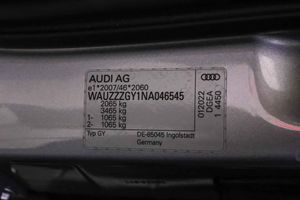 AUDI AG
e1*2007/46*2060
WAUZZZGY1NA046545
2065 kg
3465 kg
1- 1065 kg
2- 1065 kg
Typ GY
DE-85045 Ingolstadt
Germany
012022
DGEA
1 4450